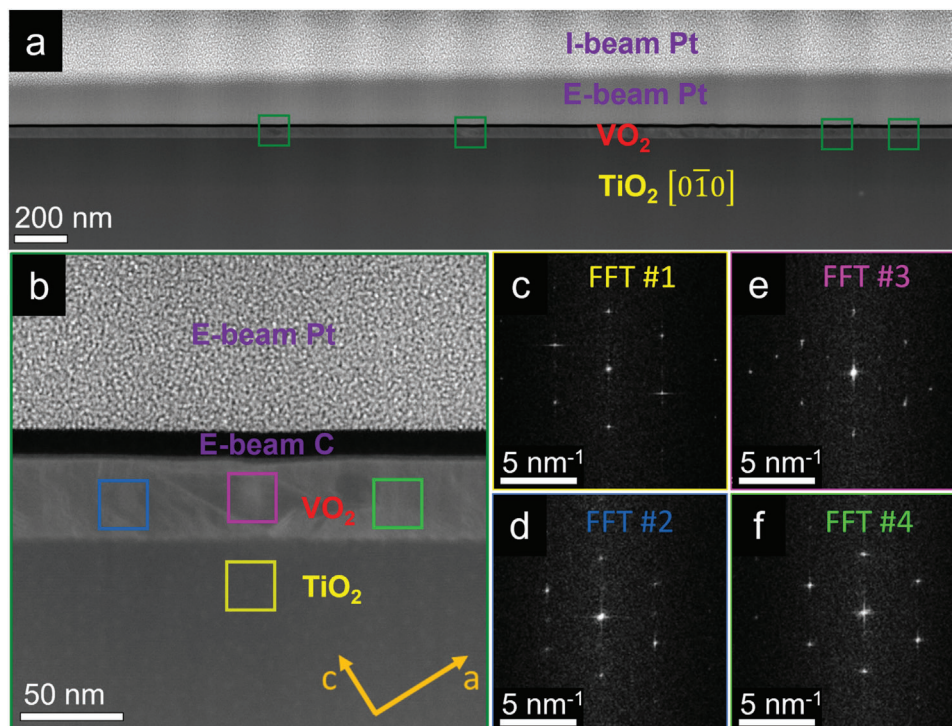 a
I-beam Pt
E-beam Pt
VO₂
TiO₂ [01̅0]
200 nm
b
E-beam Pt
E-beam C
VO₂
TiO₂
c
a
50 nm
c
FFT #1
5 nm⁻¹
e
FFT #3
5 nm⁻¹
d
FFT #2
5 nm⁻¹
f
FFT #4
5 nm⁻¹